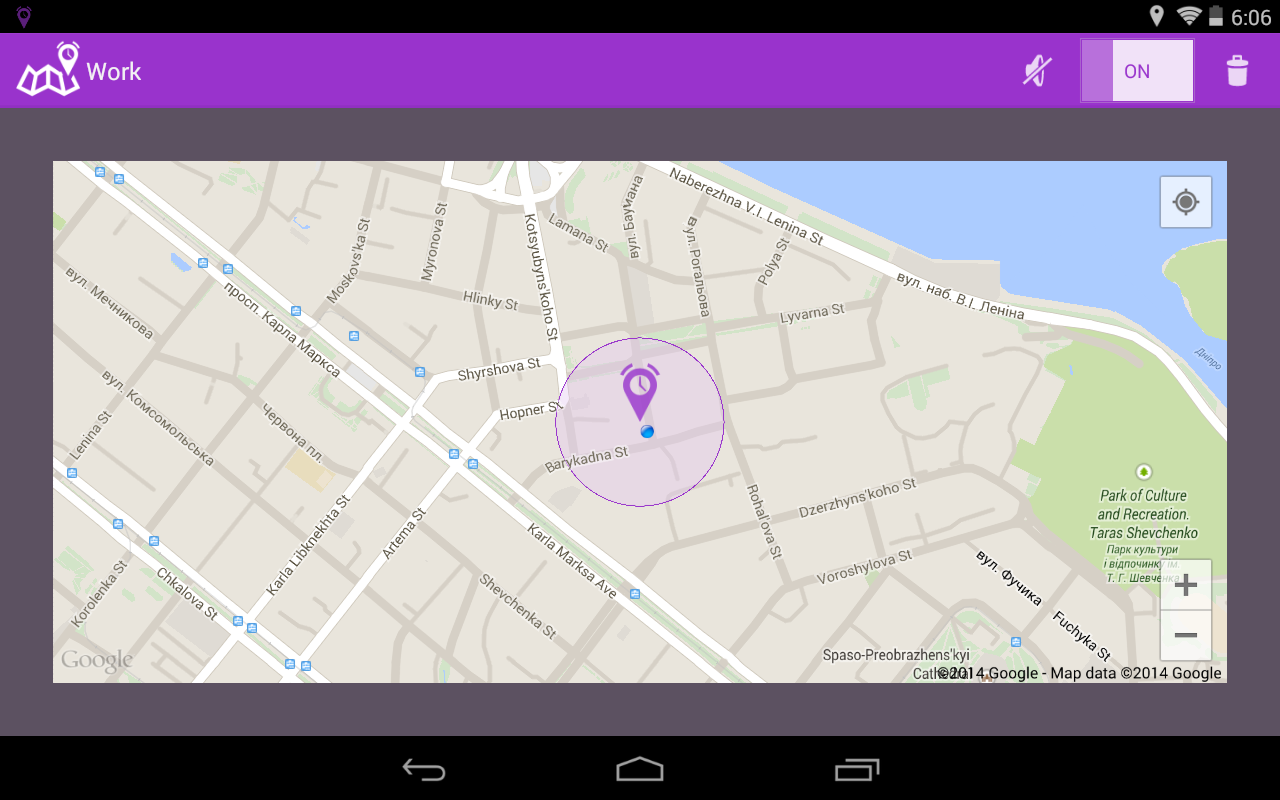 6:06
Work
ON
Naberezhna V.I. Lenina St
вул. наб. В.І. Леніна
Дніпро
Kotsyubyns'koho St
Lamana St
вул. Баумана
вул. Рогальова
Polya St
Lyvarna St
Moskovs'ka St
Myronova St
Hlinky St
вул. Мечникова
просп. Карла Маркса
Shyrshova St
Hopner St
Barykadna St
вул. Комсомольська
Червона пл.
Lenina St
Karla Libknekhta St
Artema St
Rohal'ova St
Dzerzhyns'koho St
Voroshylova St
Karla Marksa Ave
Shevchenka St
Korolenka St
Chkalova St
вул. Фучика
Fuchyka St
Park of Culture
and Recreation.
Taras Shevchenko
Парк культури
і відпочинку ім.
Т. Г. Шевченка
Spaso-Preobrazhens'kyi
Cathedral
Google
©2014 Google - Map data ©2014 Google